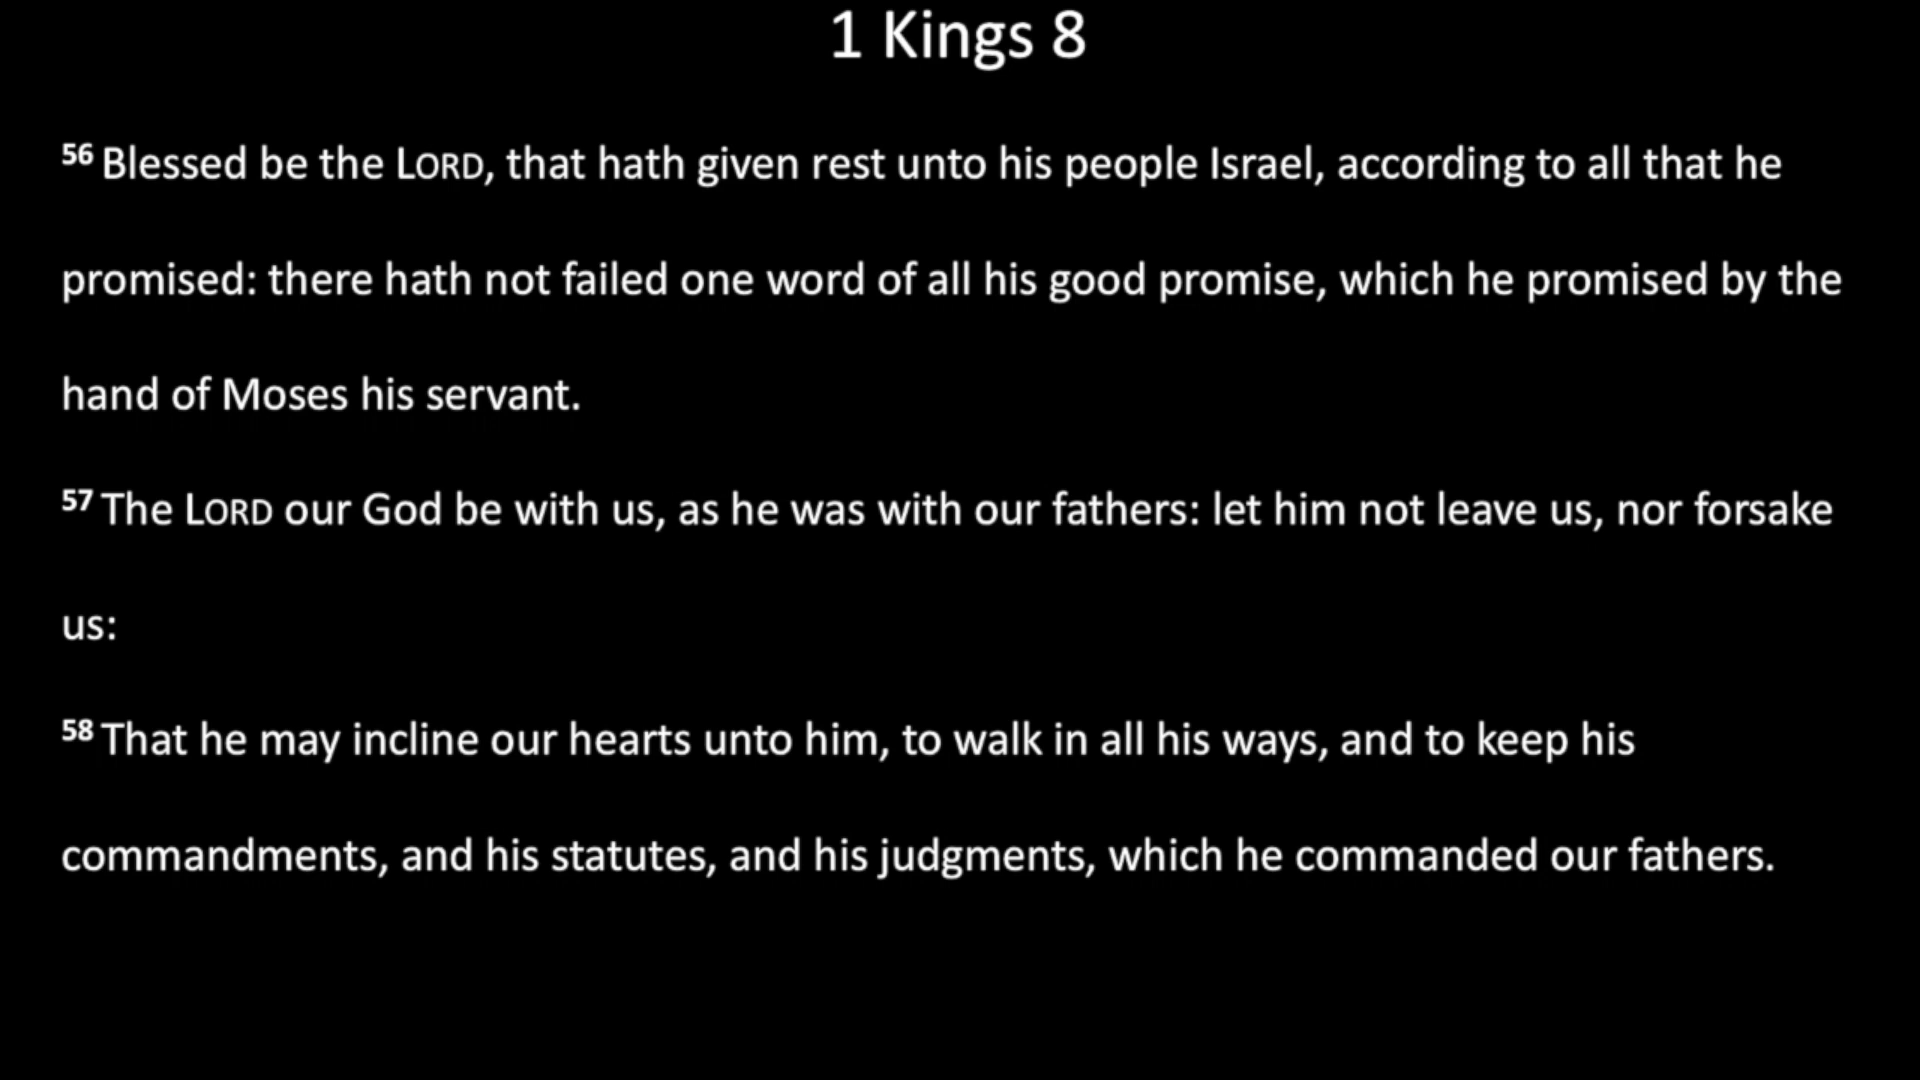 1 Kings 8
56 Blessed be the LORD, that hath given rest unto his people Israel, according to all that he
promised: there hath not failed one word of all his good promise, which he promised by the
hand of Moses his servant.
57 The LORD our God be with us, as he was with our fathers: let him not leave us, nor forsake
us:
58 That he may incline our hearts unto him, to walk in all his ways, and to keep his
commandments, and his statutes, and his judgments, which he commanded our fathers.